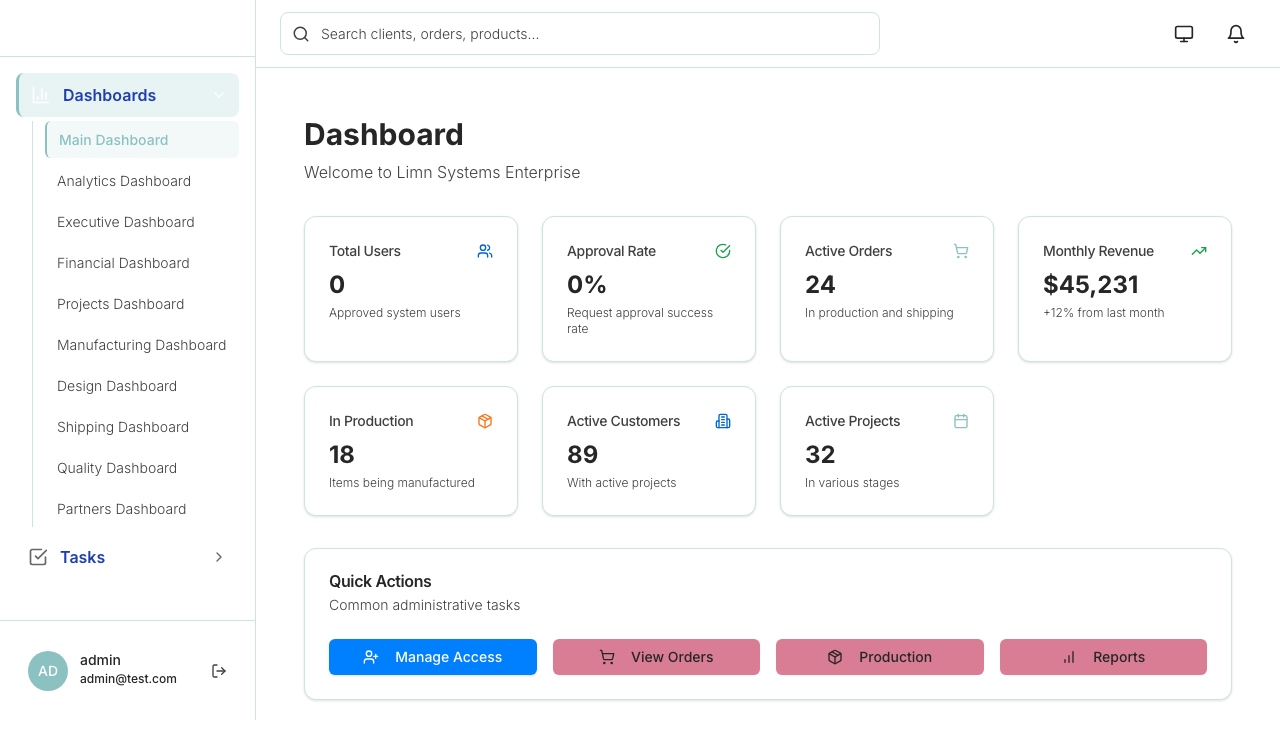 Search clients, orders, products...
Dashboards
Main Dashboard
Analytics Dashboard
Executive Dashboard
Financial Dashboard
Projects Dashboard
Manufacturing Dashboard
Design Dashboard
Shipping Dashboard
Quality Dashboard
Partners Dashboard
Tasks
AD
admin
admin@test.com
Dashboard
Welcome to Limn Systems Enterprise
Total Users
0
Approved system users
Approval Rate
0%
Request approval success
rate
Active Orders
24
In production and shipping
Monthly Revenue
$45,231
+12% from last month
In Production
18
Items being manufactured
Active Customers
89
With active projects
Active Projects
32
In various stages
Quick Actions
Common administrative tasks
Manage Access
View Orders
Production
Reports